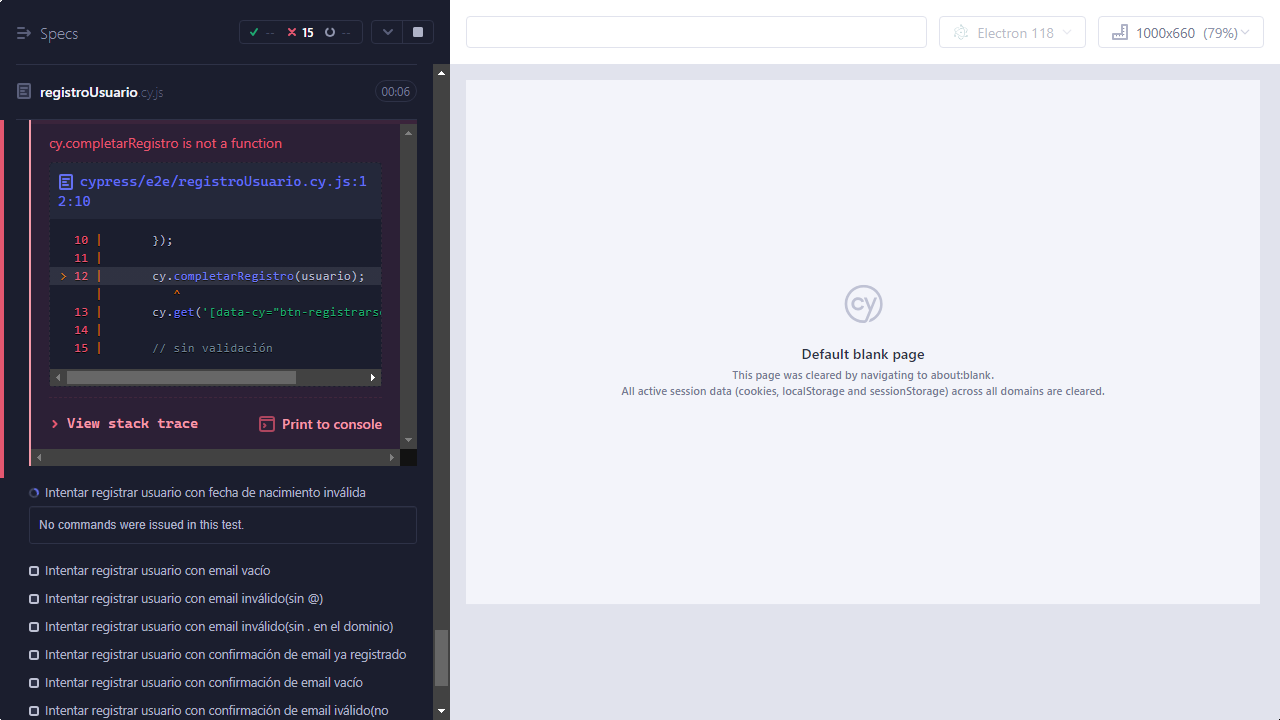 Specs
-- 15 --
registroUsuario.cy.js 00:06
cy.completarRegistro is not a function
cypress/e2e/registroUsuario.cy.js:1
2:10
10 | });
11 |
> 12 | cy.completarRegistro(usuario);
| ^
13 | cy.get('[data-cy="btn-registrarse
14 |
15 | // sin validación
View stack trace Print to console
Intentar registrar usuario con fecha de nacimiento inválida
No commands were issued in this test.
Intentar registrar usuario con email vacío
Intentar registrar usuario con email inválido(sin @)
Intentar registrar usuario con email inválido(sin . en el dominio)
Intentar registrar usuario con confirmación de email ya registrado
Intentar registrar usuario con confirmación de email vacío
Intentar registrar usuario con confirmación de email iválido(no
Electron 118
1000x660 (79%)
cy
Default blank page
This page was cleared by navigating to about:blank.
All active session data (cookies, localStorage and sessionStorage) across all domains are cleared.